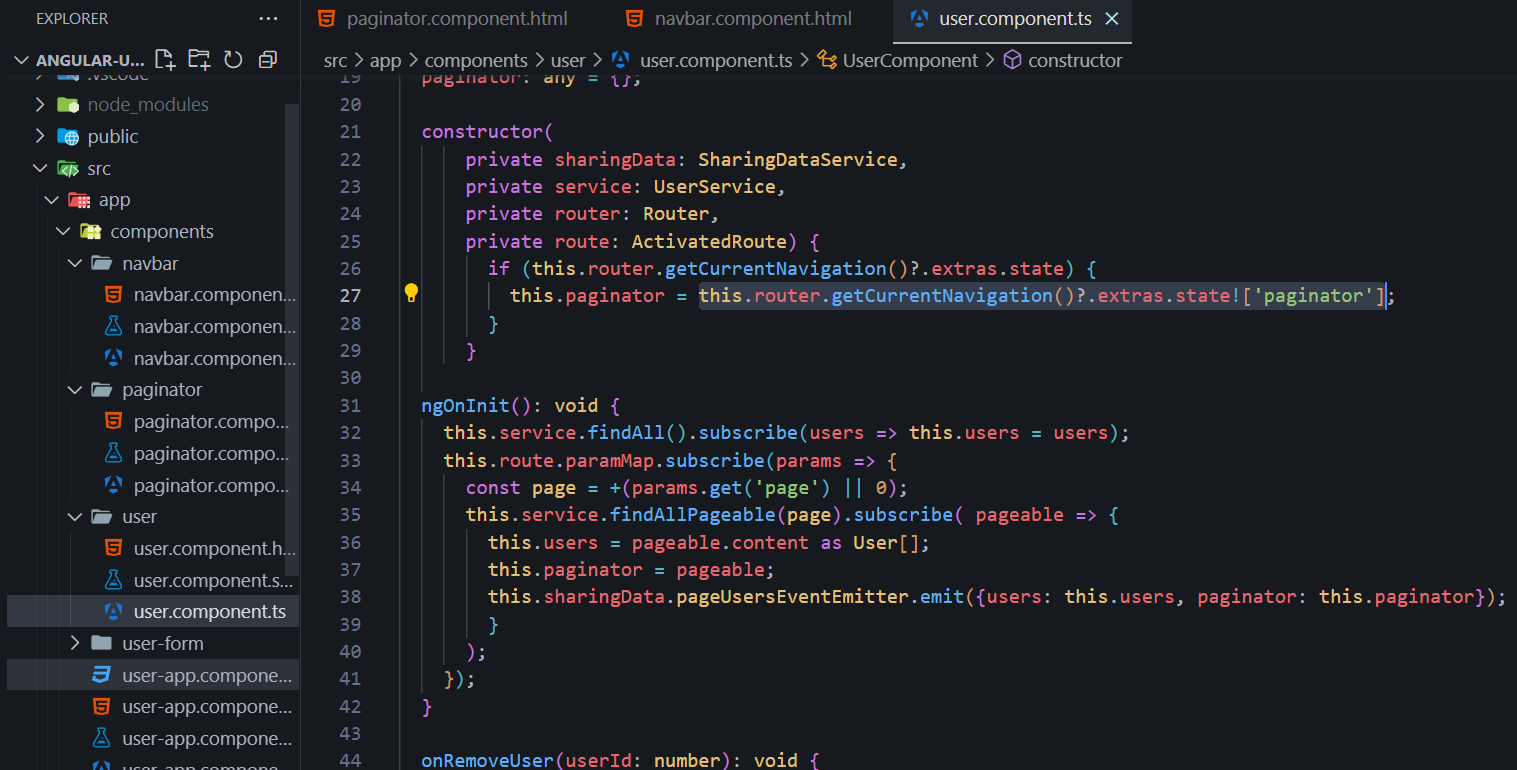 EXPLORER ...
paginator.component.html
navbar.component.html
user.component.ts
ANGULAR-U...
src > app > components > user > user.component.ts > UserComponent > constructor
.vscode
node_modules
public
src
app
components
navbar
navbar.componen...
navbar.componen...
navbar.componen...
paginator
paginator.compo...
paginator.compo...
paginator.compo...
user
user.component.h...
user.component.s...
user.component.ts
user-form
user-app.compone...
user-app.compone...
user-app.compone...
user-app.compone...
19 paginator: any = {};
20
21 constructor(
22 private sharingData: SharingDataService,
23 private service: UserService,
24 private router: Router,
25 private route: ActivatedRoute) {
26 if (this.router.getCurrentNavigation()?.extras.state) {
27 this.paginator = this.router.getCurrentNavigation()?.extras.state!['paginator'];
28 }
29 }
30
31 ngOnInit(): void {
32 this.service.findAll().subscribe(users => this.users = users);
33 this.route.paramMap.subscribe(params => {
34 const page = +(params.get('page') || 0);
35 this.service.findAllPageable(page).subscribe( pageable => {
36 this.users = pageable.content as User[];
37 this.paginator = pageable;
38 this.sharingData.pageUsersEventEmitter.emit({users: this.users, paginator: this.paginator});
39 }
40 );
41 });
42 }
43
44 onRemoveUser(userId: number): void {